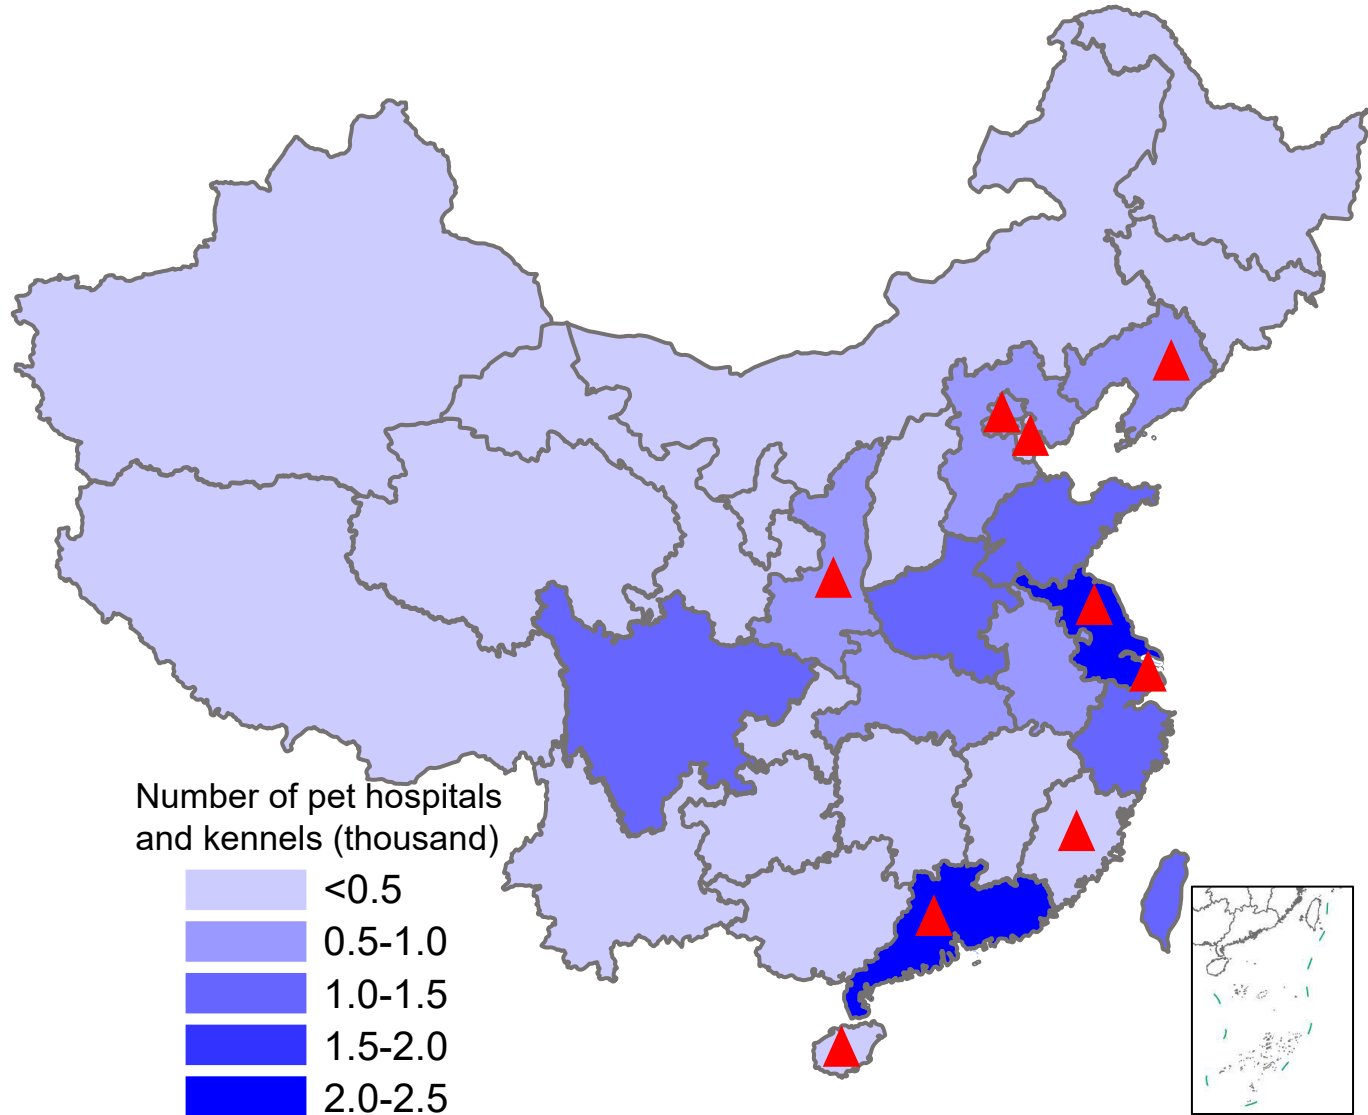 Number of pet hospitals
and kennels (thousand)
<0.5
0.5-1.0
1.0-1.5
1.5-2.0
2.0-2.5